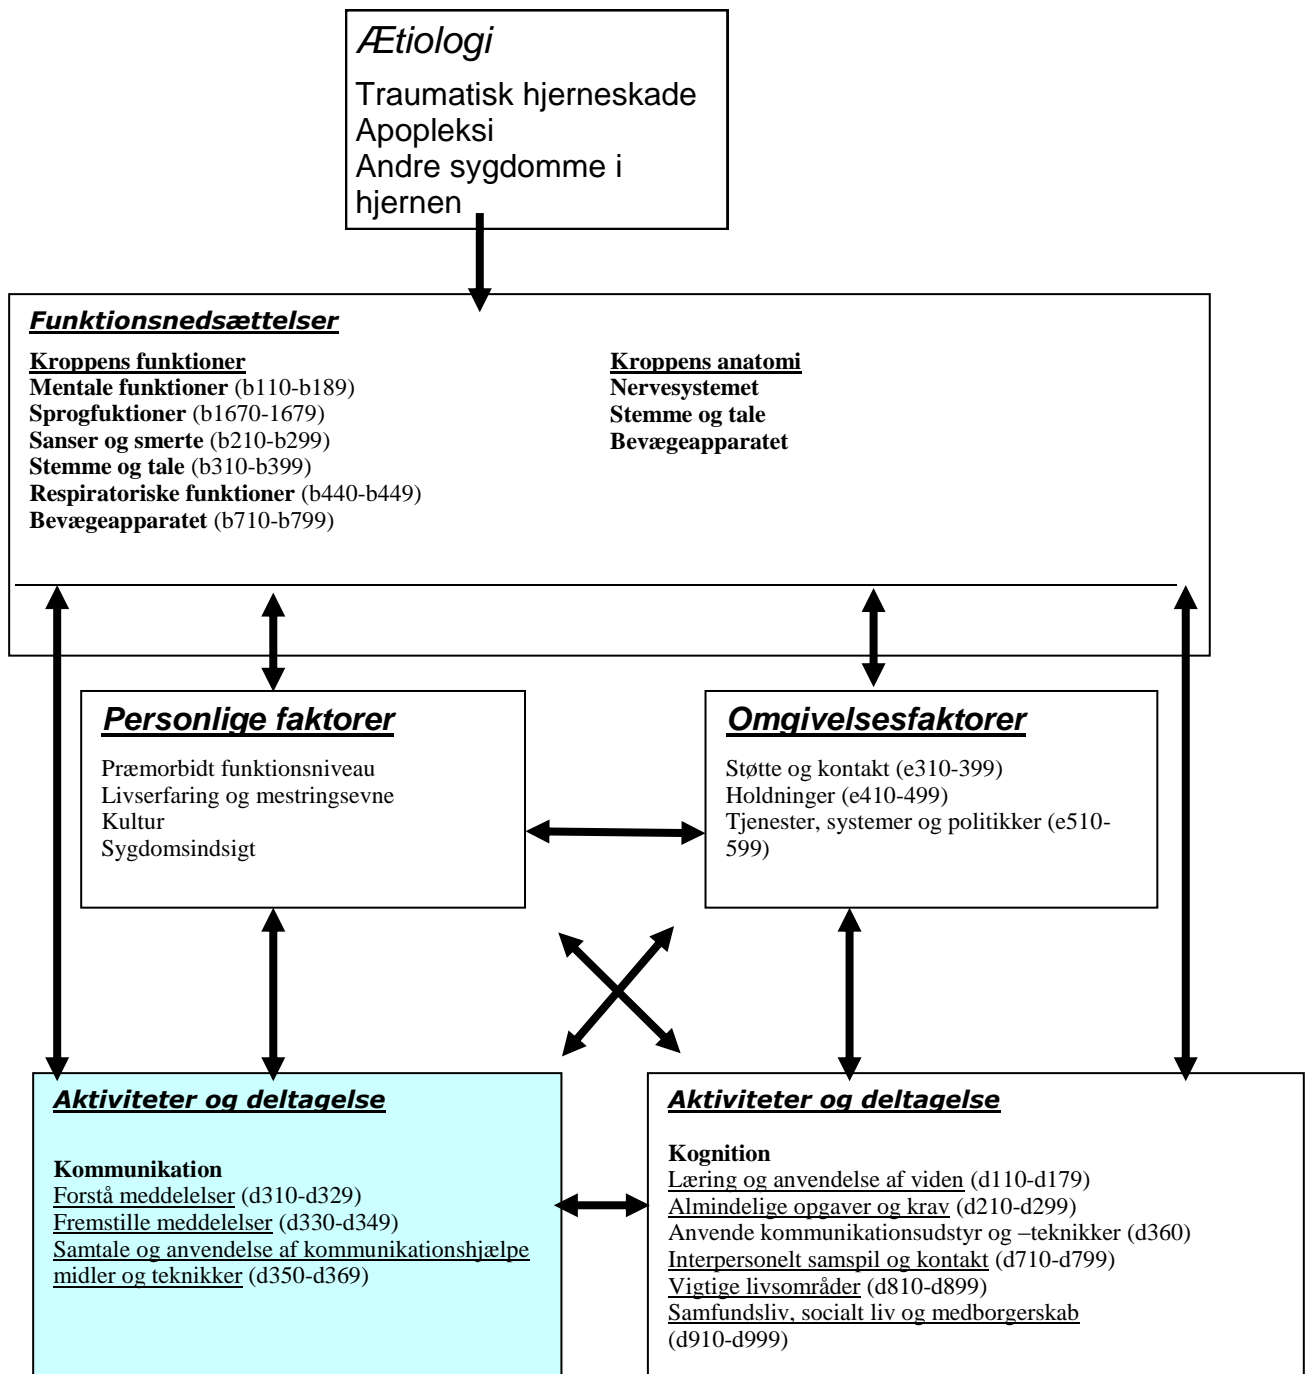 Ætiologi
Traumatisk hjerneskade
Apopleksi
Andre sygdomme i
hjernen
Funktionsnedsættelser
Kroppens funktioner
Mentale funktioner (b110-b189)
Sprogfuktioner (b1670-1679)
Sanser og smerte (b210-b299)
Stemme og tale (b310-b399)
Respiratoriske funktioner (b440-b449)
Bevægeapparatet (b710-b799)
Kroppens anatomi
Nervesystemet
Stemme og tale
Bevægeapparatet
Personlige faktorer
Præmorbidt funktionsniveau
Livserfaring og mestringsevne
Kultur
Sygdomsindsigt
Omgivelsesfaktorer
Støtte og kontakt (e310-399)
Holdninger (e410-499)
Tjenester, systemer og politikker (e510-
599)
Aktiviteter og deltagelse
Kommunikation
Forstå meddelelser (d310-d329)
Fremstille meddelelser (d330-d349)
Samtale og anvendelse af kommunikationshjælpe
midler og teknikker (d350-d369)
Aktiviteter og deltagelse
Kognition
Læring og anvendelse af viden (d110-d179)
Almindelige opgaver og krav (d210-d299)
Anvende kommunikationsudstyr og –teknikker (d360)
Interpersonelt samspil og kontakt (d710-d799)
Vigtige livsområder (d810-d899)
Samfundsliv, socialt liv og medborgerskab
(d910-d999)